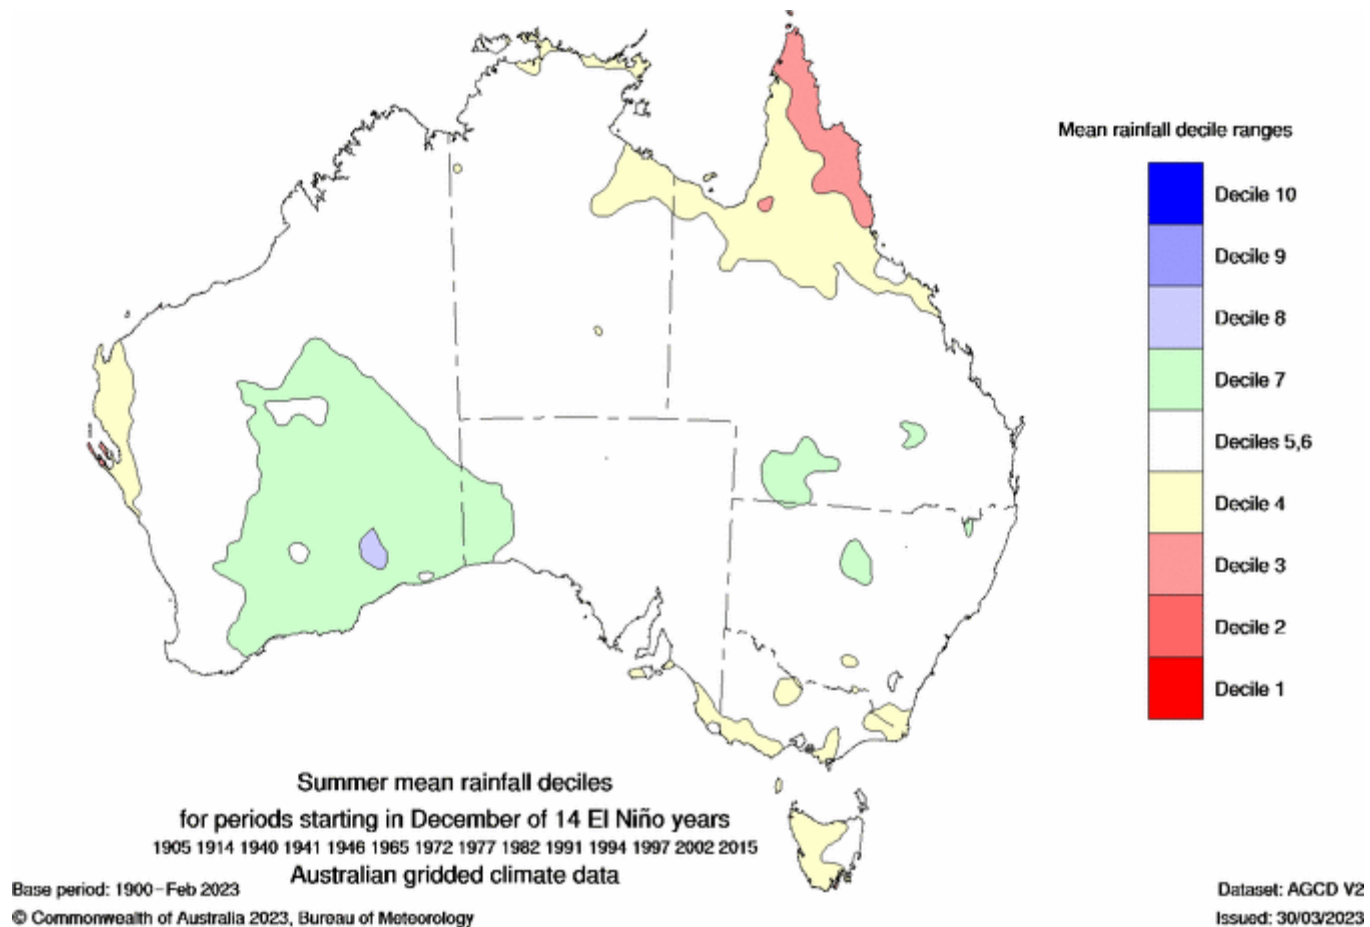 Mean rainfall decile ranges
Decile 10
Decile 9
Decile 8
Decile 7
Deciles 5,6
Decile 4
Decile 3
Decile 2
Decile 1
Summer mean rainfall deciles
for periods starting in December of 14 El Niño years
1905 1914 1940 1941 1946 1965 1972 1977 1982 1991 1994 1997 2002 2015
Australian gridded climate data
Base period: 1900-Feb 2023
© Commonwealth of Australia 2023, Bureau of Meteorology
Dataset: AGCD V2
Issued: 30/03/2023